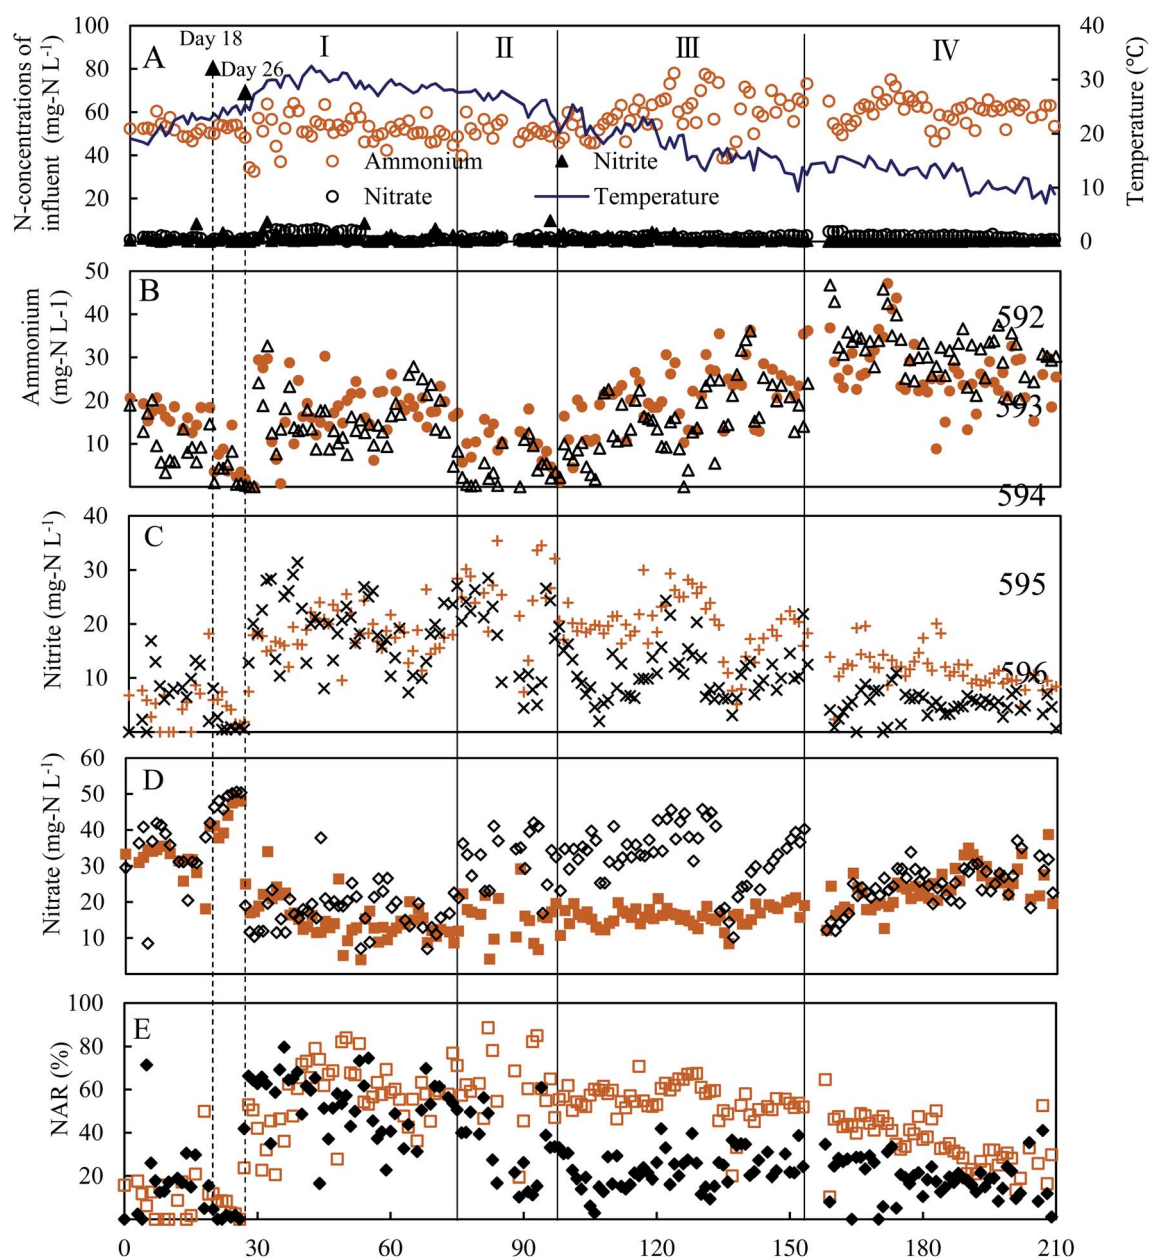 100
80
60
40
20
N-concentrations of
influent (mg-N L⁻¹)
A
Day 18
Day 26
I
II
III
IV
40
30
20
10
0
Temperature (℃)
Ammonium
Nitrite
Nitrate
Temperature
50
40
30
20
10
Ammonium
(mg-N L-1)
B
592
593
594
40
30
20
10
Nitrite (mg-N L⁻¹)
C
595
596
60
50
40
30
20
10
Nitrate (mg-N L⁻¹)
D
100
80
60
40
20
NAR (%)
E
0 30 60 90 120 150 180 210